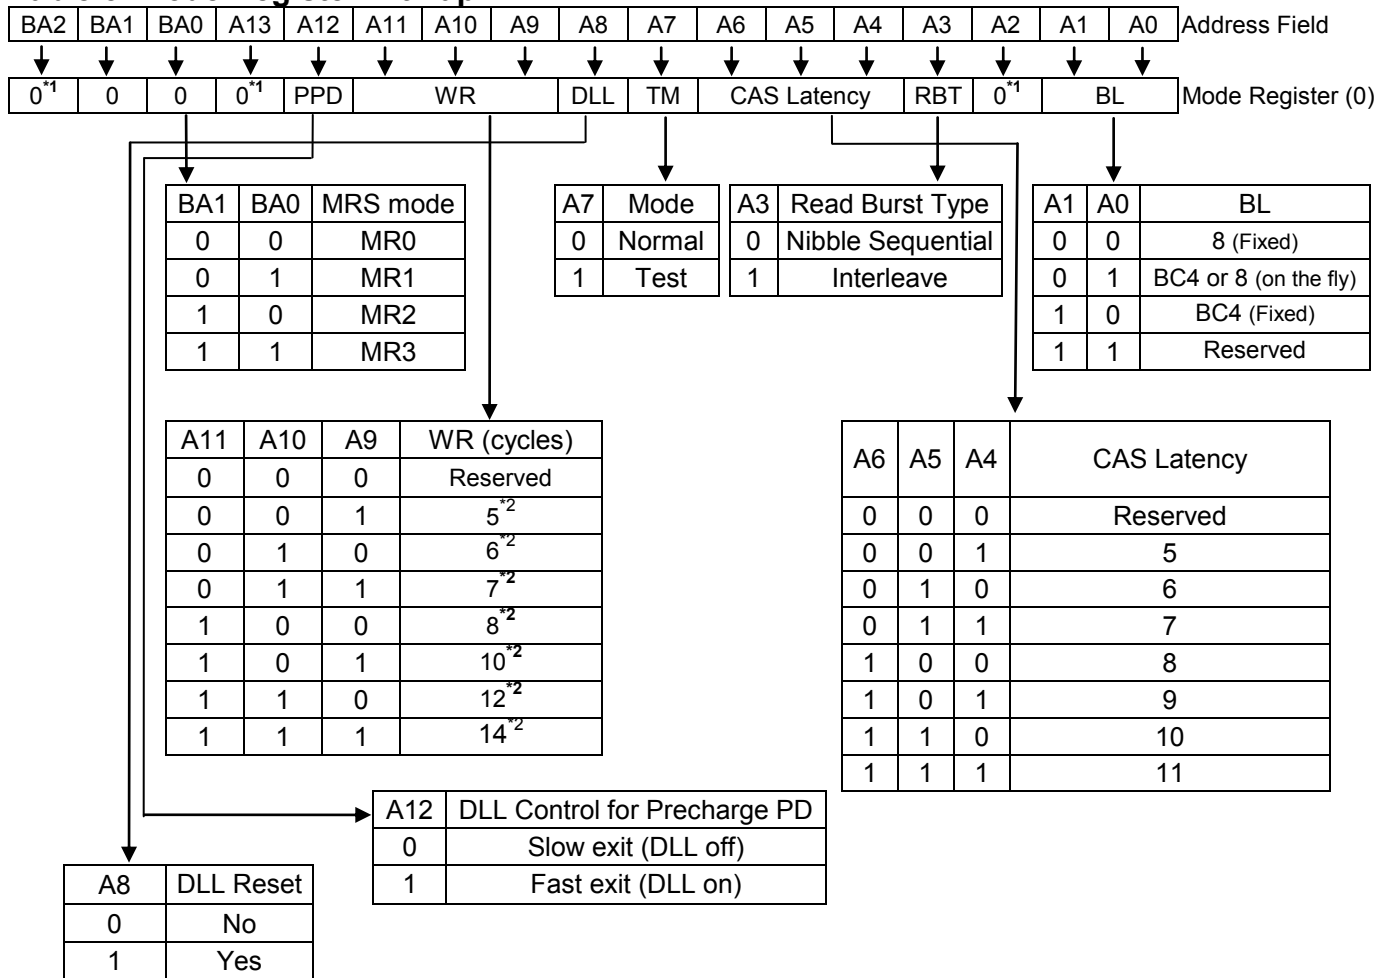 BA2 BA1 BA0 A13 A12 A11 A10 A9 A8 A7 A6 A5 A4 A3 A2 A1 A0 Address Field
0*1 0 0 0*1 PPD WR DLL TM CAS Latency RBT 0*1 BL Mode Register (0)
BA1 BA0 MRS mode
0 0 MR0
0 1 MR1
1 0 MR2
1 1 MR3
A7 Mode
0 Normal
1 Test
A3 Read Burst Type
0 Nibble Sequential
1 Interleave
A1 A0 BL
0 0 8 (Fixed)
0 1 BC4 or 8 (on the fly)
1 0 BC4 (Fixed)
1 1 Reserved
A11 A10 A9 WR (cycles)
0 0 0 Reserved
0 0 1 5*2
0 1 0 6*2
0 1 1 7*2
1 0 0 8*2
1 0 1 10*2
1 1 0 12*2
1 1 1 14*2
A6 A5 A4 CAS Latency
0 0 0 Reserved
0 0 1 5
0 1 0 6
0 1 1 7
1 0 0 8
1 0 1 9
1 1 0 10
1 1 1 11
A12 DLL Control for Precharge PD
0 Slow exit (DLL off)
1 Fast exit (DLL on)
A8 DLL Reset
0 No
1 Yes